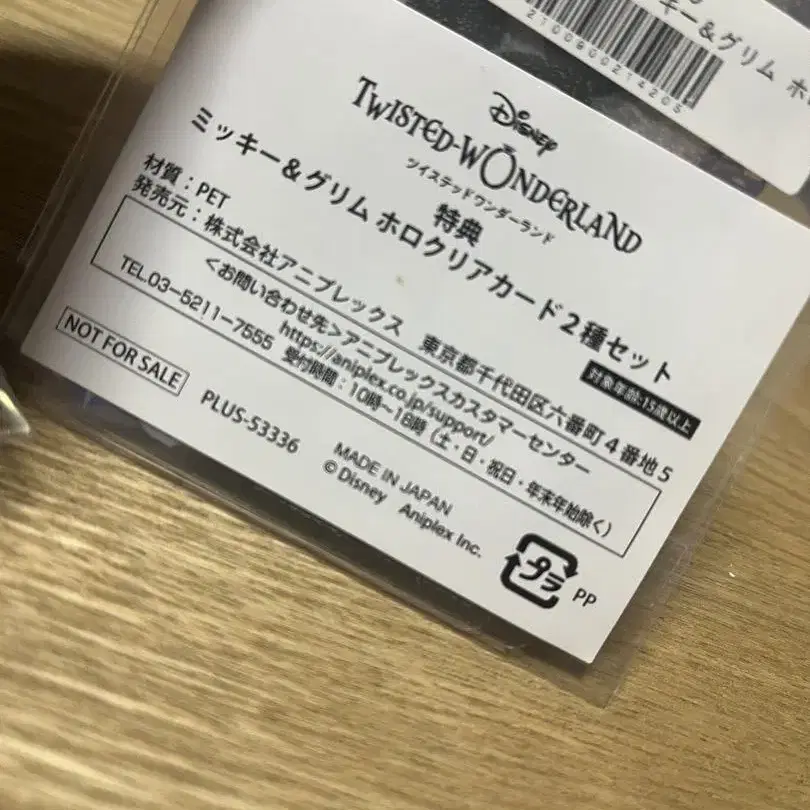 キー&グリム ホ
2100800214205
Disney
TWISTED-WONDERLAND
ツイステッドワンダーランド
特典
ミッキー&グリム ホロクリアカード2種セット
材質:PET
対象年齢:15歳以上
発売元:株式会社アニプレックス 東京都千代田区六番町4番地5
<お問い合わせ先>アニプレックスカスタマーセンター
https://aniplex.co.jp/support/
TEL.03-5211-7555 受付時間:10時~18時(土・日・祝日・年末年始除く)
NOT FOR SALE
PLUS-53336
MADE IN JAPAN
©Disney Aniplex Inc.
プラ
PP